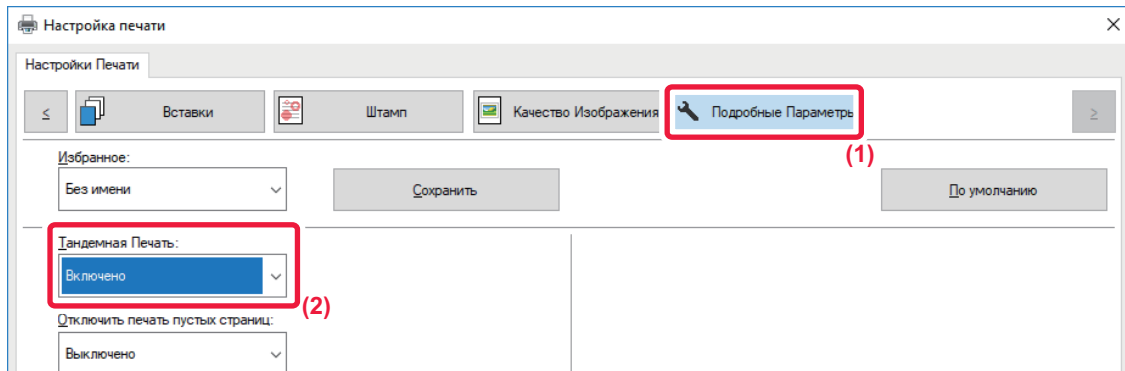 Настройка печати
Настройки Печати
≤ Вставки Штамп Качество Изображения Подробные Параметры ≥
(1)
Избранное:
Без имени Сохранить По умолчанию
Тандемная Печать:
Включено
(2)
Отключить печать пустых страниц:
Выключено